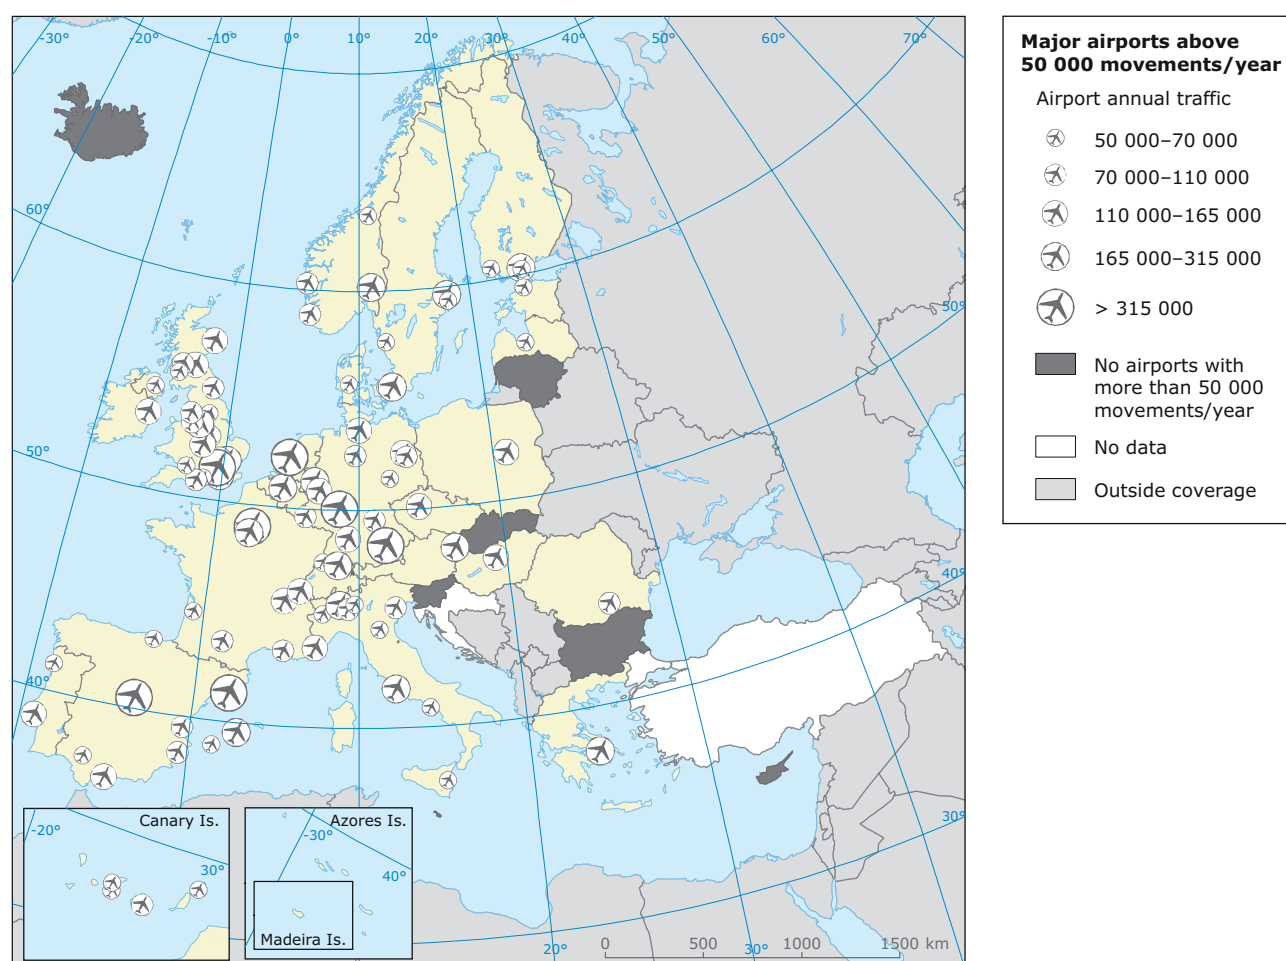 -30°
-20°
-10°
0°
10°
20°
30°
40°
50°
60°
70°
60°
50°
50°
40°
40°
30°
Canary Is.
-20°
30°
Azores Is.
-30°
40°
Madeira Is.
20°
30°
0 500 1000 1500 km
Major airports above
50 000 movements/year
Airport annual traffic
50 000–70 000
70 000–110 000
110 000–165 000
165 000–315 000
> 315 000
No airports with
more than 50 000
movements/year
No data
Outside coverage